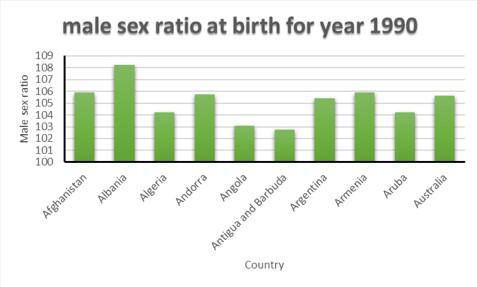 male sex ratio at birth for year 1990
109
108
107
106
105
104
103
102
101
100
Male sex ratio
Afghanistan
Albania
Algeria
Andorra
Angola
Antigua and Barbuda
Argentina
Armenia
Aruba
Australia
Country